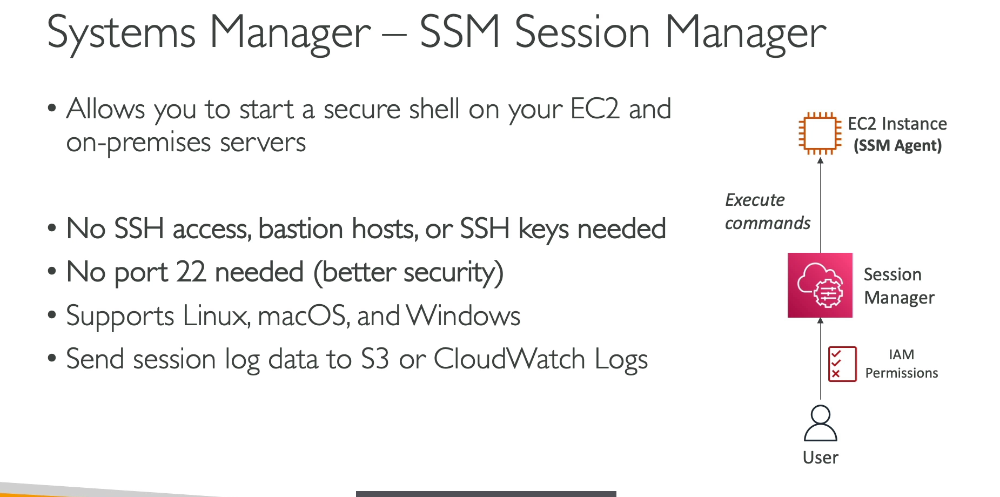 Systems Manager – SSM Session Manager
• Allows you to start a secure shell on your EC2 and
on-premises servers
• No SSH access, bastion hosts, or SSH keys needed
• No port 22 needed (better security)
• Supports Linux, macOS, and Windows
• Send session log data to S3 or CloudWatch Logs
EC2 Instance
(SSM Agent)
Execute
commands
Session
Manager
IAM
Permissions
User